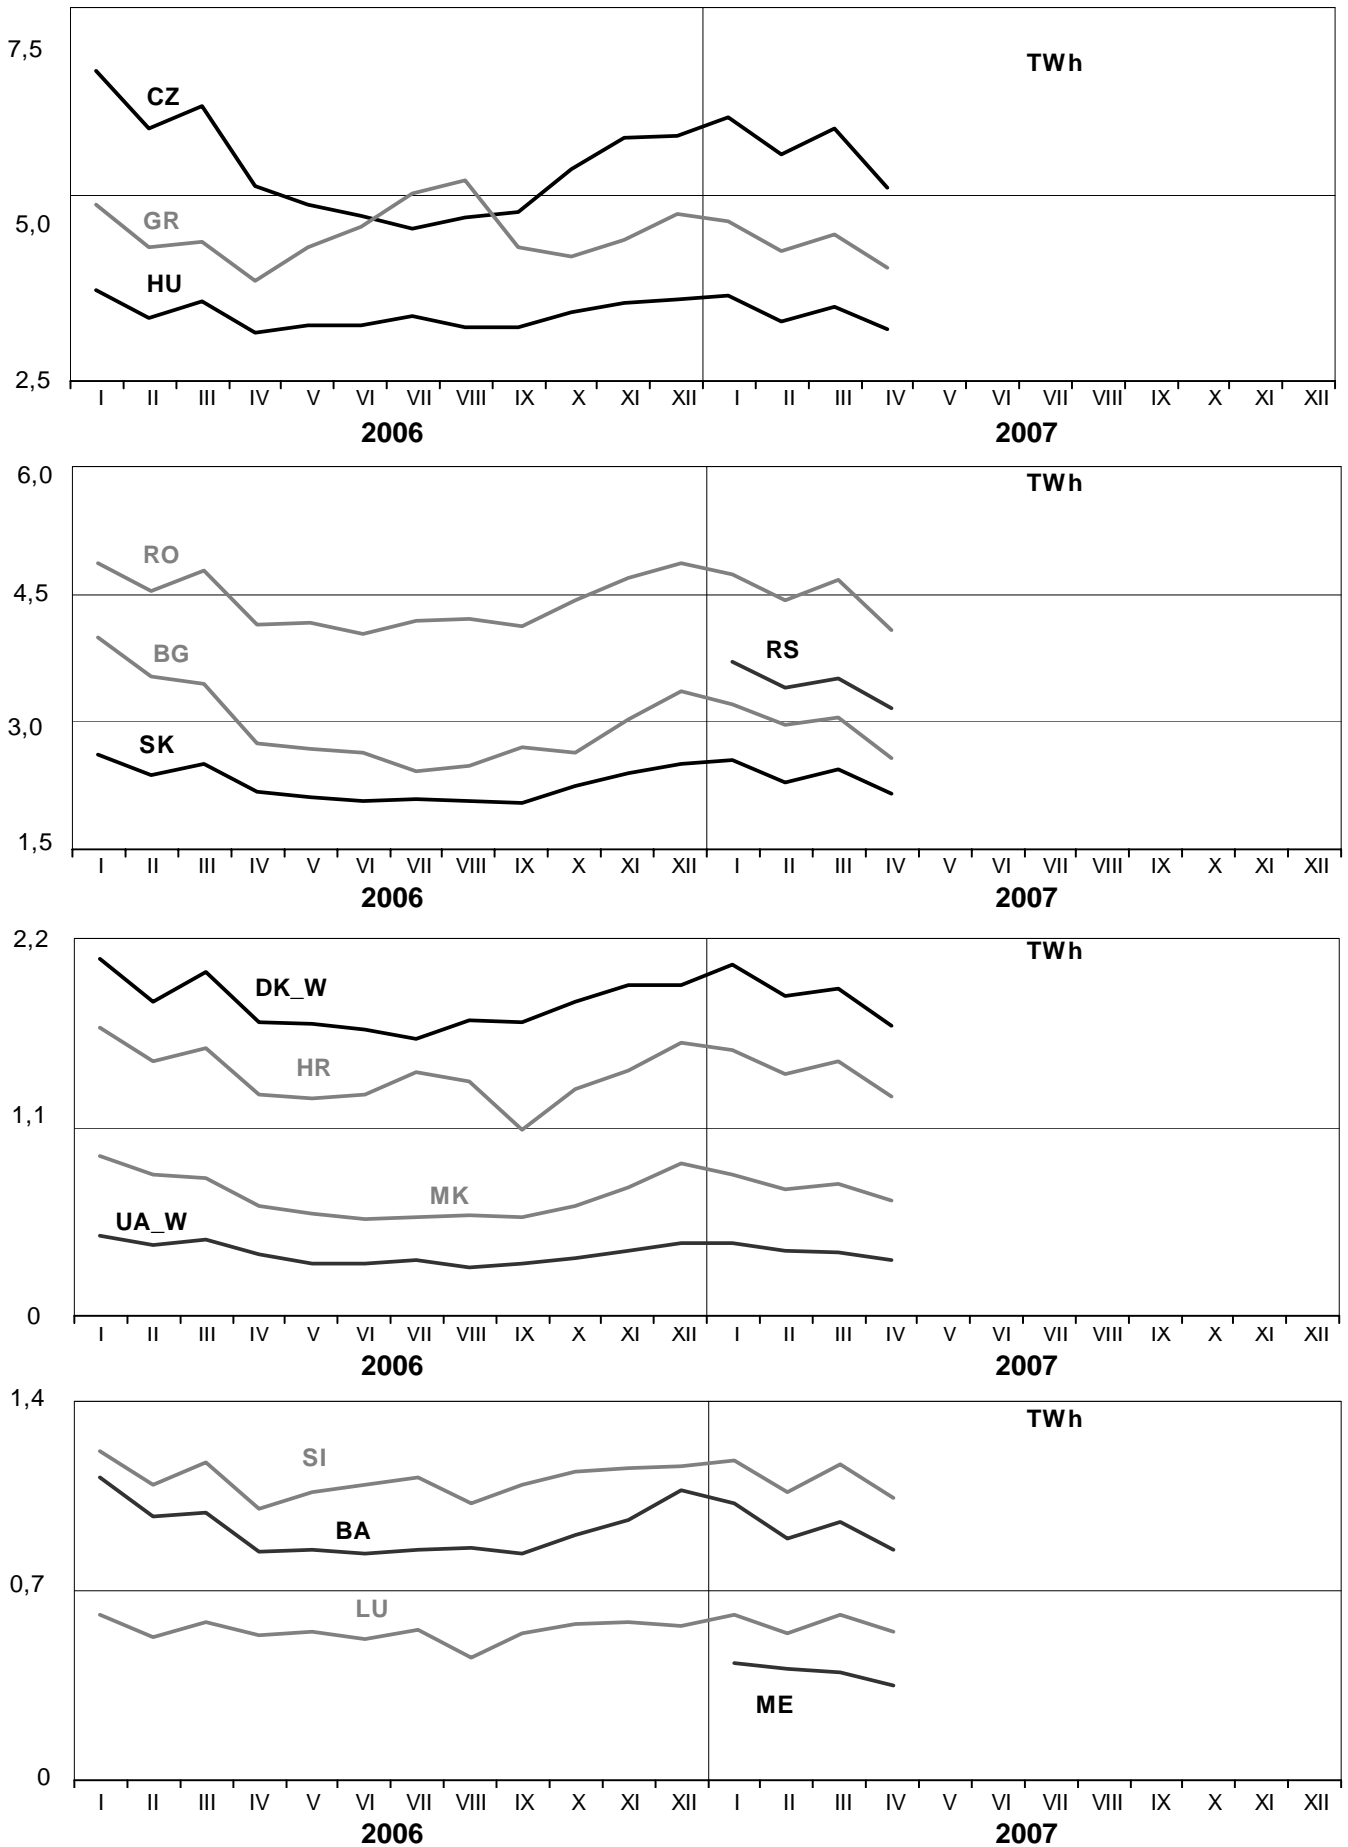 7,5
TWh
CZ
GR
5,0
HU
2,5
I II III IV V VI VII VIII IX X XI XII I II III IV V VI VII VIII IX X XI XII
2006 2007
6,0
TWh
RO
4,5
RS
BG
3,0
SK
1,5
I II III IV V VI VII VIII IX X XI XII I II III IV V VI VII VIII IX X XI XII
2006 2007
2,2
TWh
DK_W
HR
1,1
MK
UA_W
0
I II III IV V VI VII VIII IX X XI XII I II III IV V VI VII VIII IX X XI XII
2006 2007
1,4
TWh
SI
BA
0,7
LU
ME
0
I II III IV V VI VII VIII IX X XI XII I II III IV V VI VII VIII IX X XI XII
2006 2007